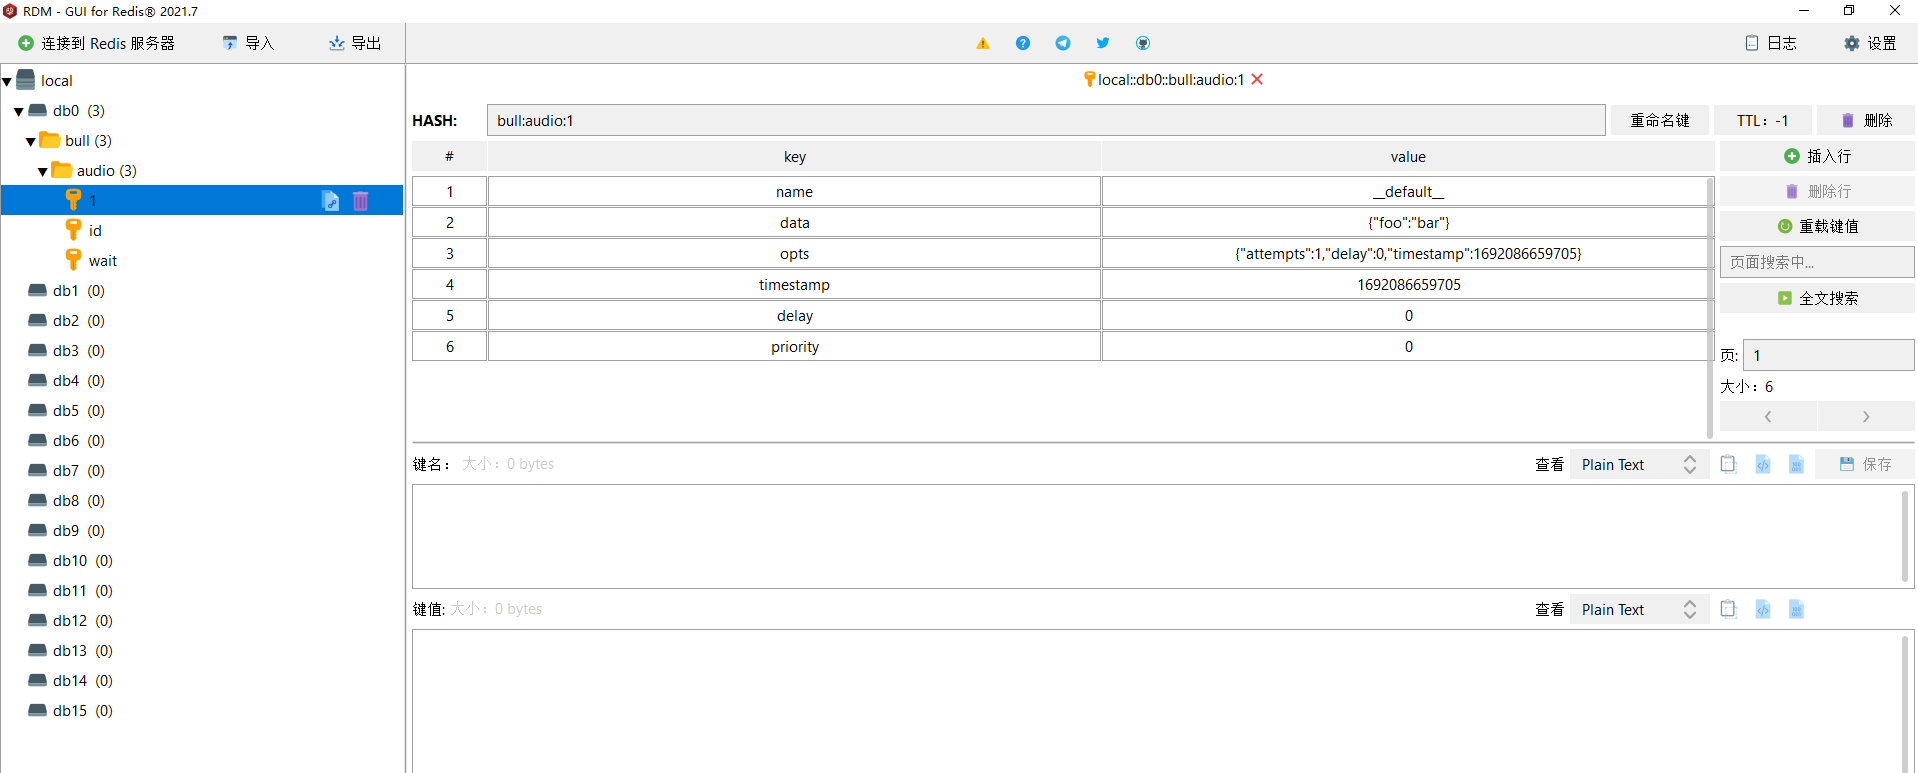 RDM - GUI for Redis® 2021.7
连接到 Redis 服务器 导入 导出 日志 设置
local
db0 (3)
bull (3)
audio (3)
1
id
wait
db1 (0)
db2 (0)
db3 (0)
db4 (0)
db5 (0)
db6 (0)
db7 (0)
db8 (0)
db9 (0)
db10 (0)
db11 (0)
db12 (0)
db13 (0)
db14 (0)
db15 (0)
local::db0::bull:audio:1
HASH: bull:audio:1 重命名键 TTL：-1 删除
# key value
1 name __default__
2 data {"foo":"bar"}
3 opts {"attempts":1,"delay":0,"timestamp":1692086659705}
4 timestamp 1692086659705
5 delay 0
6 priority 0
插入行
删除行
重载键值
页面搜索中...
全文搜索
页: 1
大小：6
键名： 大小：0 bytes 查看 Plain Text 保存
键值: 大小：0 bytes 查看 Plain Text